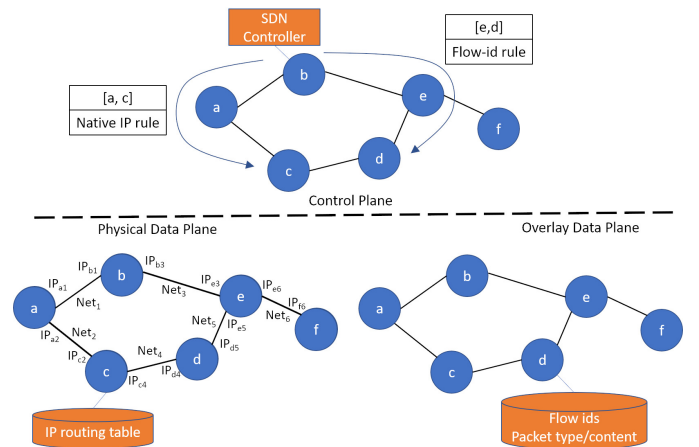 SDN
Controller
[e,d]
Flow-id rule
[a, c]
Native IP rule
b
a
e
f
c
d
Control Plane
Physical Data Plane
Overlay Data Plane
IPa1
IPb1
b
IPb3
Net1
Net3
IPe3
e
IPe6
IPf6
a
Net2
IPa2
Net5
IPe5
Net6
f
IPc2
c
Net4
d
IPd5
IPc4
IPd4
IP routing table
b
a
e
f
c
d
Flow ids
Packet type/content